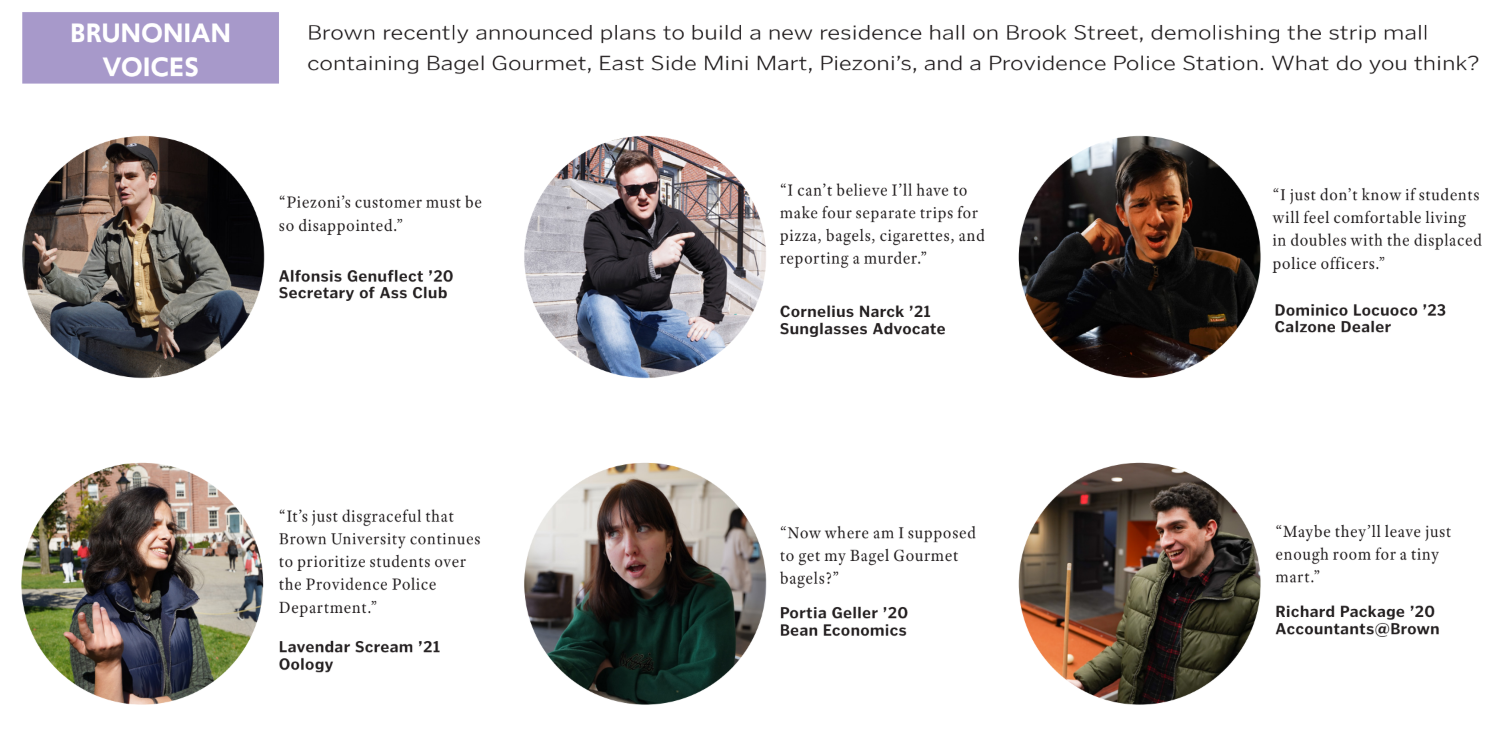 BRUNONIAN
VOICES
Brown recently announced plans to build a new residence hall on Brook Street, demolishing the strip mall
containing Bagel Gourmet, East Side Mini Mart, Piezoni’s, and a Providence Police Station. What do you think?
“Piezoni’s customer must be
so disappointed.”
Alfonsis Genuflect ’20
Secretary of Ass Club
“I can’t believe I’ll have to
make four separate trips for
pizza, bagels, cigarettes, and
reporting a murder.”
Cornelius Narck ’21
Sunglasses Advocate
“I just don’t know if students
will feel comfortable living
in doubles with the displaced
police officers.”
Dominico Locuoco ’23
Calzone Dealer
“It’s just disgraceful that
Brown University continues
to prioritize students over
the Providence Police
Department.”
Lavendar Scream ’21
Oology
“Now where am I supposed
to get my Bagel Gourmet
bagels?”
Portia Geller ’20
Bean Economics
“Maybe they’ll leave just
enough room for a tiny
mart.”
Richard Package ’20
Accountants@Brown